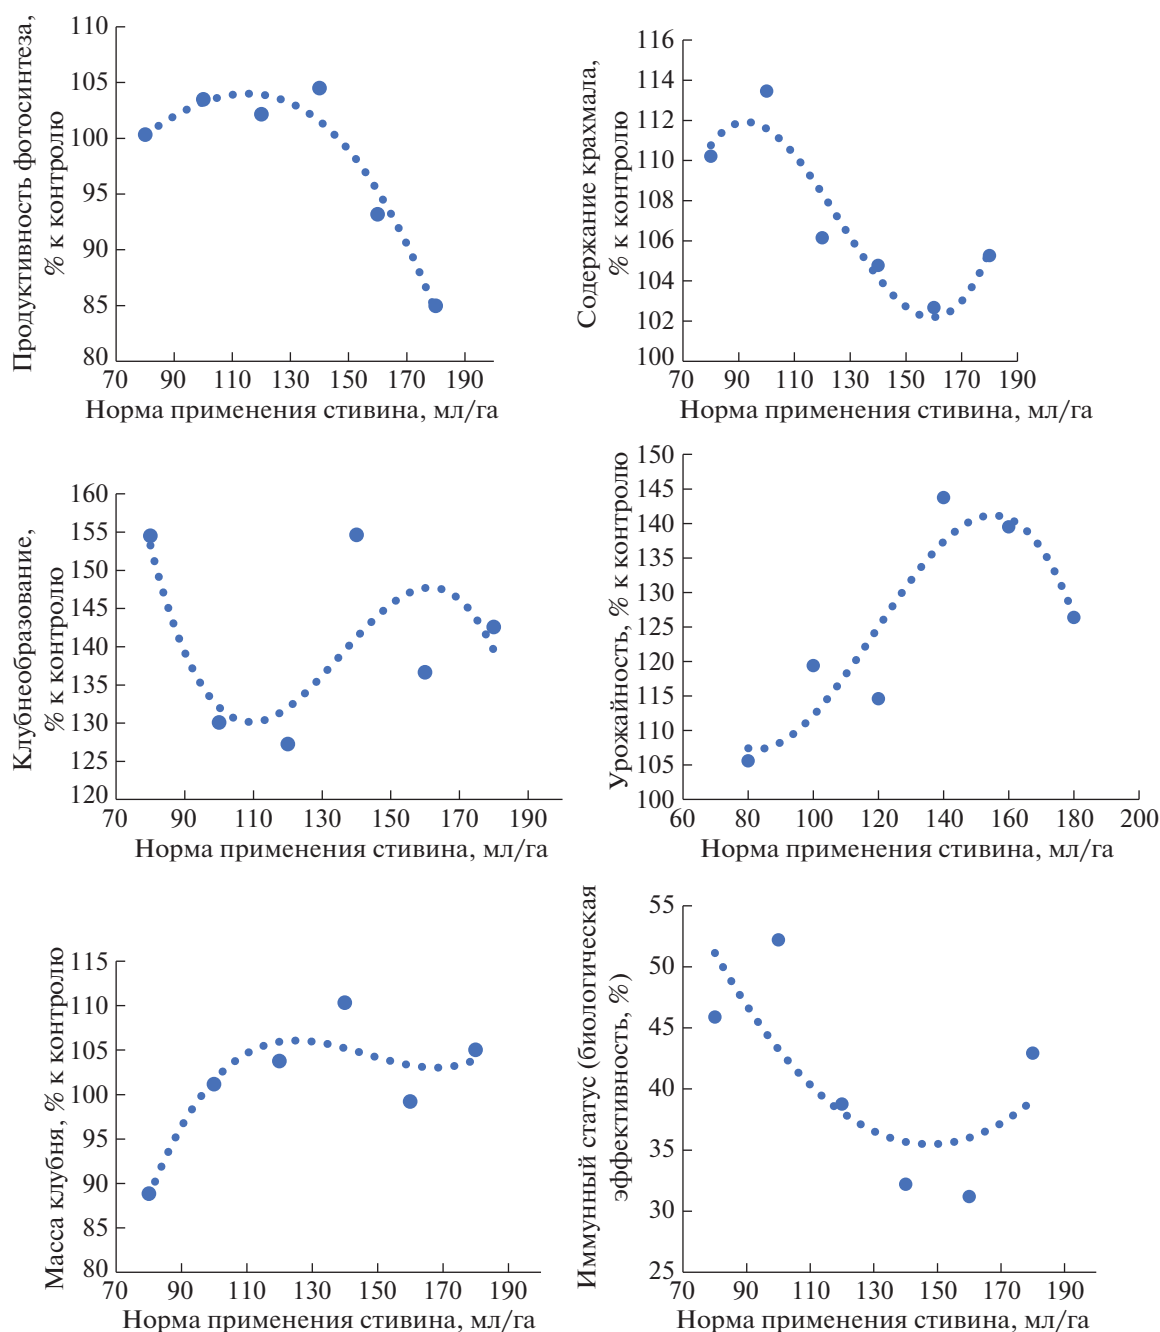 Продуктивность фотосинтеза,
% к контролю
110
105
100
95
90
85
80
70 90 110 130 150 170 190
Норма применения стивина, мл/га
Содержание крахмала,
% к контролю
116
114
112
110
108
106
104
102
100
70 90 110 130 150 170 190
Норма применения стивина, мл/га
Клубнеобразование,
% к контролю
160
155
150
145
140
135
130
125
120
70 90 110 130 150 170 190
Норма применения стивина, мл/га
Урожайность, % к контролю
150
145
140
135
130
125
120
115
110
105
100
60 80 100 120 140 160 180 200
Норма применения стивина, мл/га
Масса клубня, % к контролю
115
110
105
100
95
90
85
80
70 90 110 130 150 170 190
Норма применения стивина, мл/га
Иммунный статус (биологическая
эффективность, %)
55
50
45
40
35
30
25
70 90 110 130 150 170 190
Норма применения стивина, мл/га